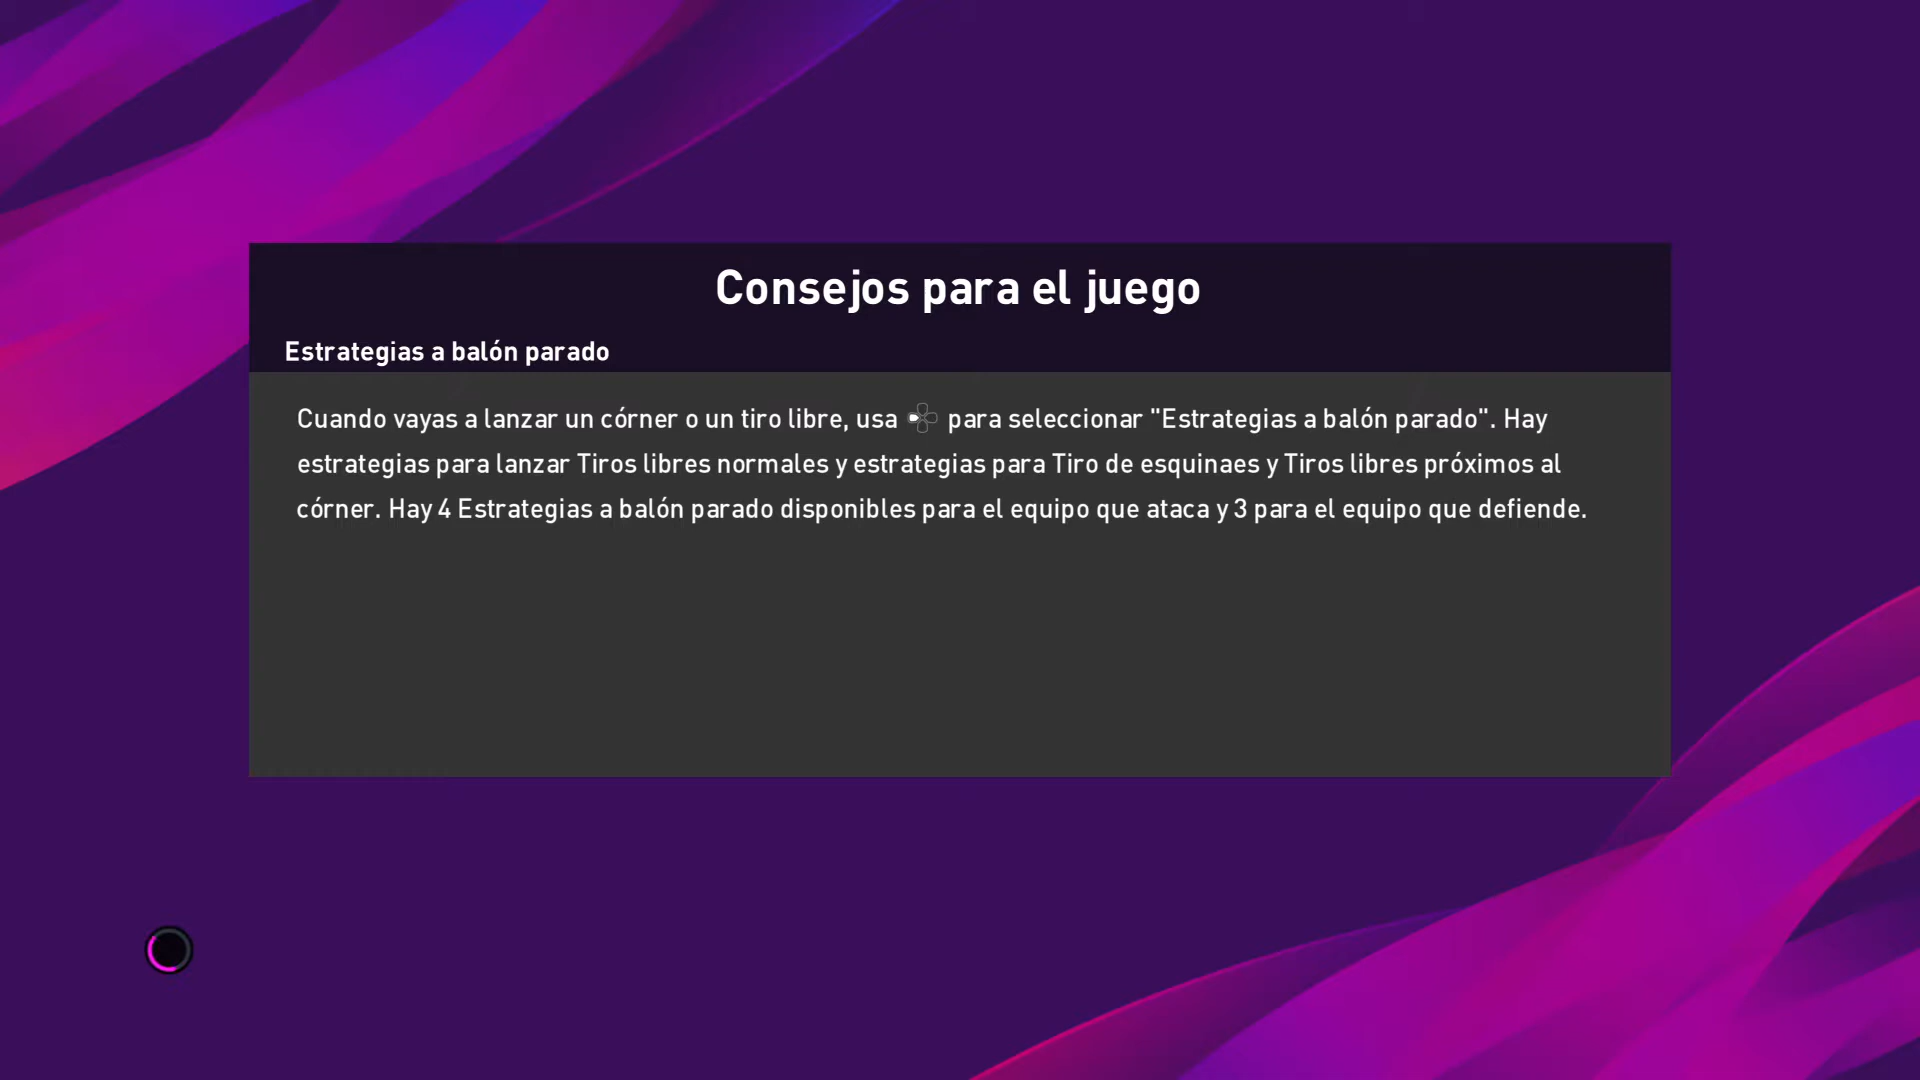 Consejos para el juego
Estrategias a balón parado
Cuando vayas a lanzar un córner o un tiro libre, usa para seleccionar "Estrategias a balón parado". Hay
estrategias para lanzar Tiros libres normales y estrategias para Tiro de esquinaes y Tiros libres próximos al
córner. Hay 4 Estrategias a balón parado disponibles para el equipo que ataca y 3 para el equipo que defiende.